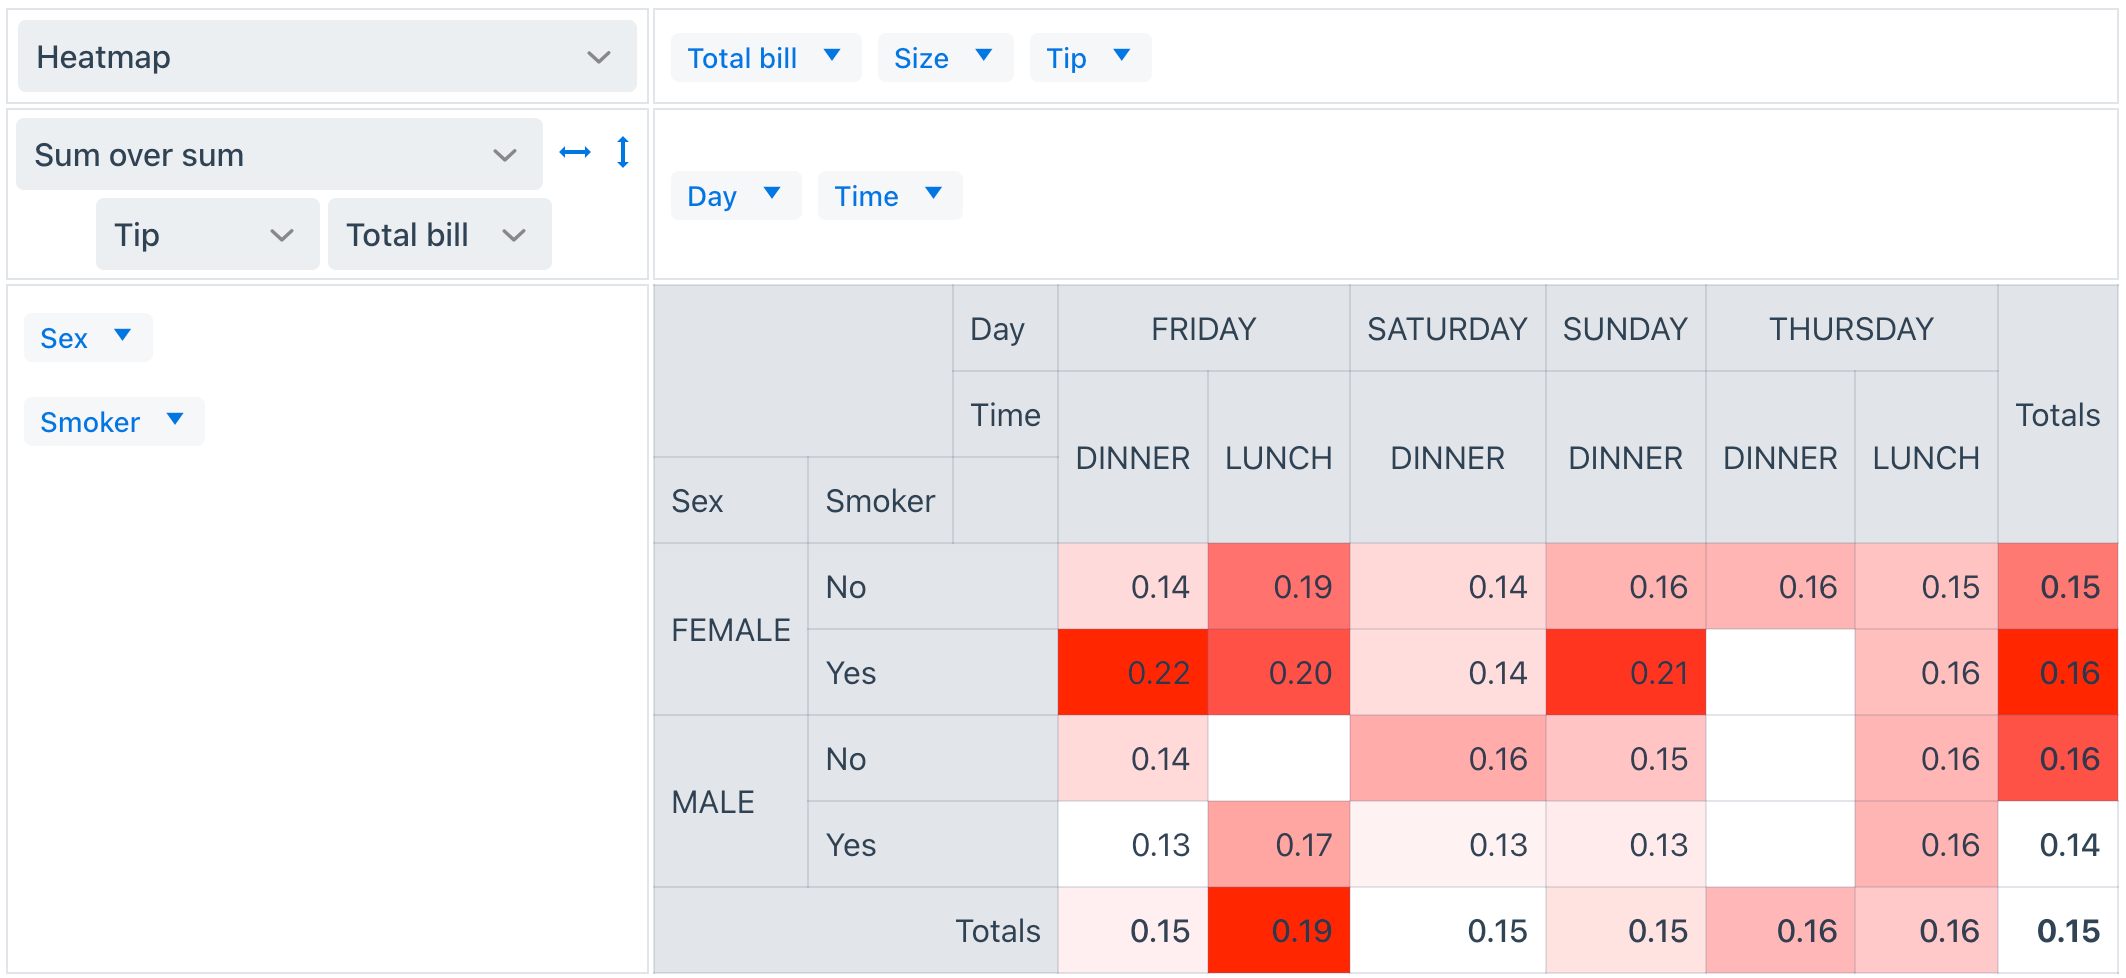 Heatmap
Total bill Size Tip
Sum over sum
Tip Total bill
Day Time
Sex
Smoker
Day FRIDAY SATURDAY SUNDAY THURSDAY Totals
Time DINNER LUNCH DINNER DINNER DINNER LUNCH
Sex Smoker
FEMALE No 0.14 0.19 0.14 0.16 0.16 0.15 0.15
Yes 0.22 0.20 0.14 0.21 0.16 0.16
MALE No 0.14 0.16 0.15 0.16 0.16
Yes 0.13 0.17 0.13 0.13 0.16 0.14
Totals 0.15 0.19 0.15 0.15 0.16 0.16 0.15